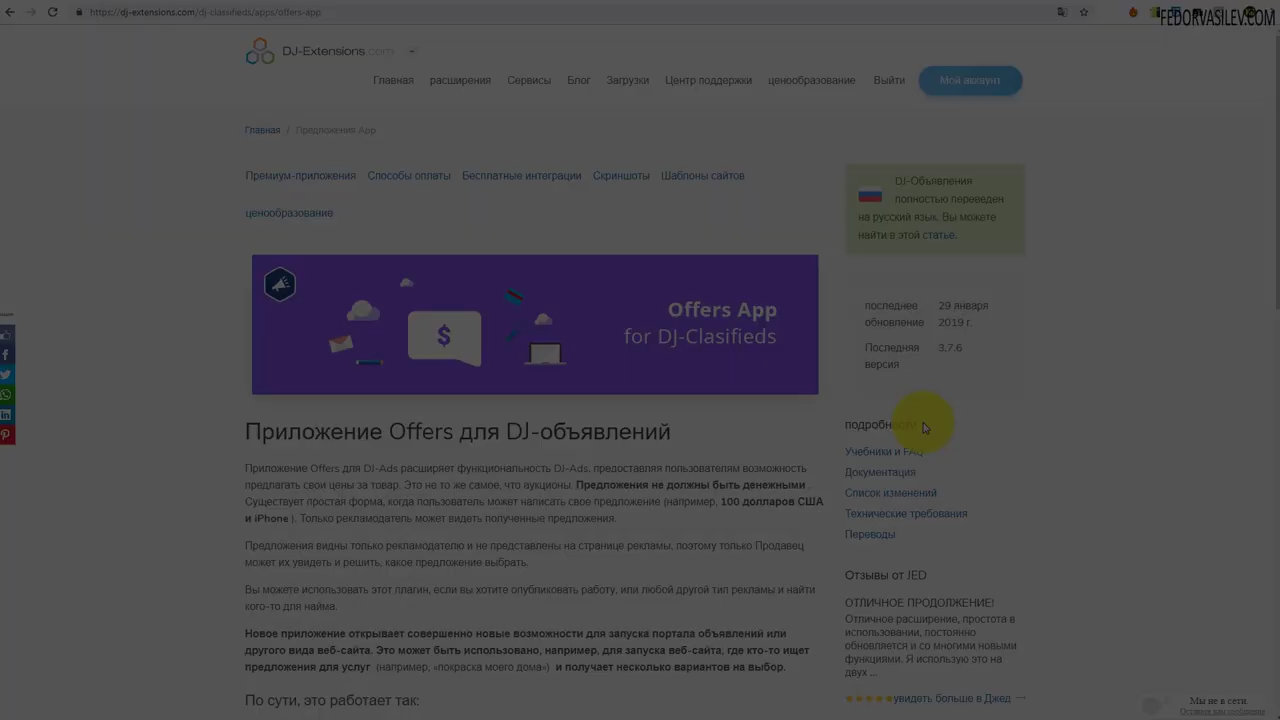 https://dj-extensions.com/dj-classifieds/apps/offers-app
FEDORVASILEV.COM
DJ-Extensions.com
Главная расширения Сервисы Блог Загрузки Центр поддержки ценообразование Выйти Мой аккаунт
Главная / Предложения App
Премиум-приложения Способы оплаты Бесплатные интеграции Скриншоты Шаблоны сайтов
ценообразование
DJ-Объявления
полностью перееведен
на русский язык. Вы можете
найти в этой статье.
Offers App
for DJ-Clasifieds
последнее обновление 29 января 2019 г.
Последняя версия 3.7.6
Приложение Offers для DJ-объявлений
Приложение Offers для DJ-Ads расширяет функциональность DJ-Ads, предоставляя пользователям возможность
предлагать свои цены за товар. Это не то же самое, что аукционы. Предложения не должны быть денежными .
Существует простая форма, когда пользователь может написать свое предложение (например, 100 долларов США
и iPhone ). Только рекламодатель может видеть полученные предложения.
Предложения видны только рекламодателю и не представлены на странице рекламы, поэтому только Продавец
может их увидеть и решить, какое предложение выбрать.
Вы можете использовать этот плагин, если вы хотите опубликовать работу, или любой другой тип рекламы и найти
кого-то для найма.
Новое приложение открывает совершенно новые возможности для запуска портала объявлений или
другого вида веб-сайта. Это может быть использовано, например, для запуска веб-сайта, где кто-то ищет
предложения для услуг (например, «покраска моего дома») и получает несколько вариантов на выбор.
По сути, это работает так:
подробности
Учебники и FAQ
Документация
Список изменений
Технические требования
Переводы
Отзывы от JED
ОТЛИЧНОЕ ПРОДОЛЖЕНИЕ!
Отличное расширение, простота в
использовании, постоянно
обновляется и со многими новыми
функциями. Я использую это на
двух ...
увидеть больше в Джед →
Мы не в сети.
Оставьте нам сообщение